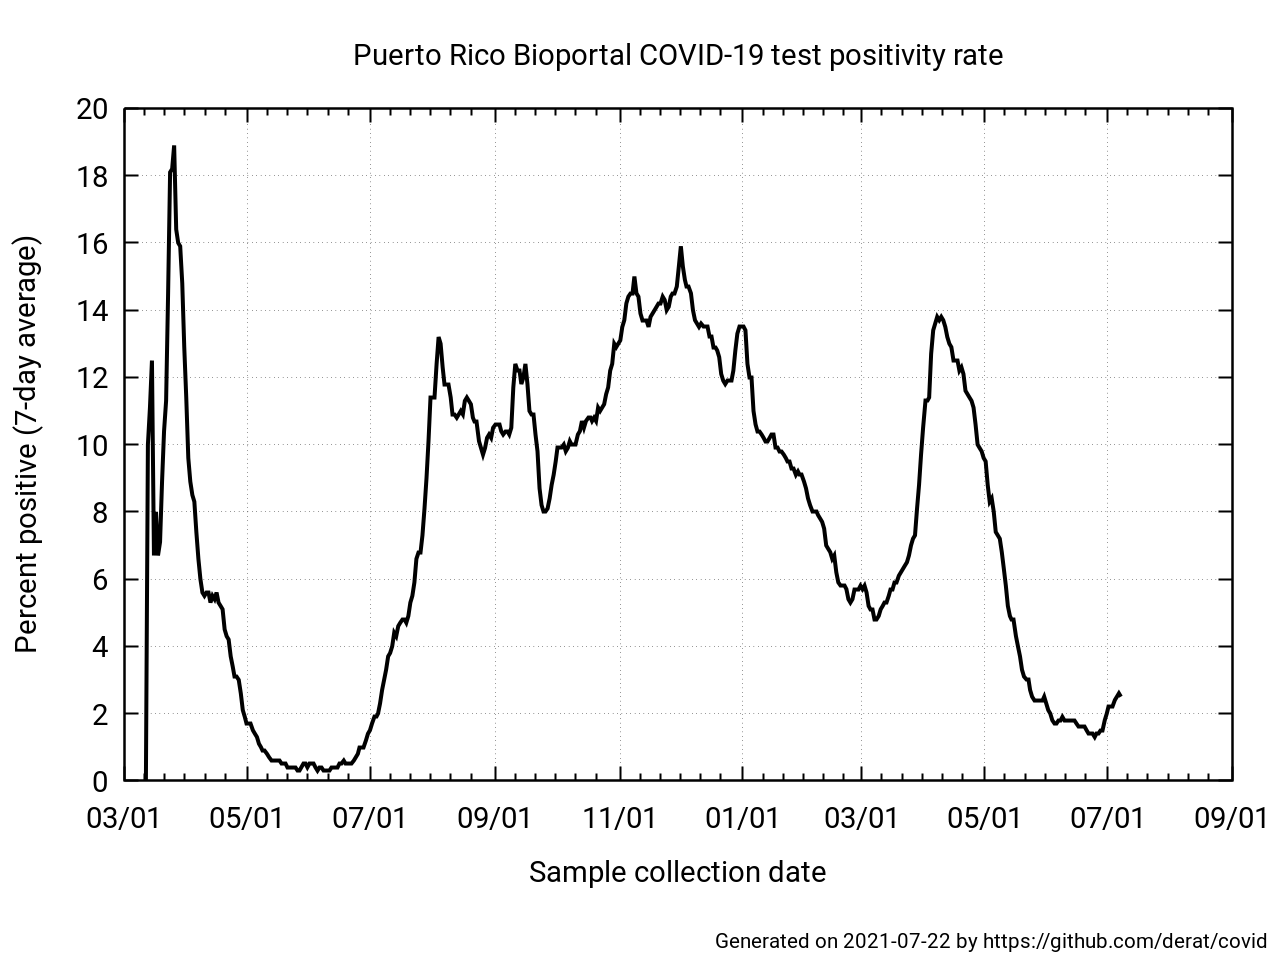 Puerto Rico Bioportal COVID-19 test positivity rate
Percent positive (7-day average)
20
18
16
14
12
10
8
6
4
2
0
03/01 05/01 07/01 09/01 11/01 01/01 03/01 05/01 07/01 09/01
Sample collection date
Generated on 2021-07-22 by https://github.com/derat/covid